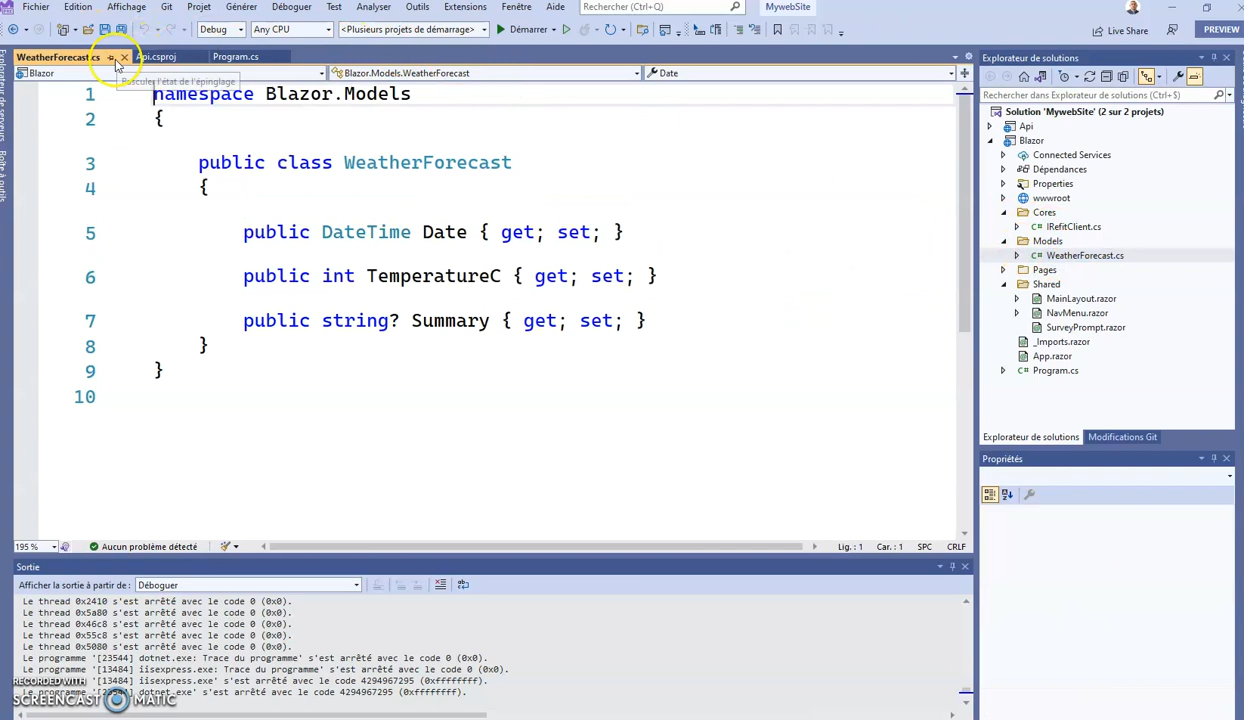 Fichier Edition Affichage Git Projet Générer Déboguer Test Analyser Outils Extensions Fenêtre Aide Rechercher (Ctrl+Q) MywebSite
Debug Any CPU <Plusieurs projets de démarrage> Démarrer Live Share PREVIEW
WeatherForecast.cs Api.csproj Program.cs
Blazor Blazor.Models.WeatherForecast Date
Basculer l'état de l'épinglage
Explorateur de serveurs
Boîte à outils
1 namespace Blazor.Models
2 {
3 public class WeatherForecast
4 {
5 public DateTime Date { get; set; }
6 public int TemperatureC { get; set; }
7 public string? Summary { get; set; }
8 }
9 }
10
195 % Aucun problème détecté Lig. : 1 Car. : 1 SPC CRLF
Sortie
Afficher la sortie à partir de : Déboguer
Le thread 0x2410 s'est arrêté avec le code 0 (0x0).
Le thread 0x5a80 s'est arrêté avec le code 0 (0x0).
Le thread 0x46c8 s'est arrêté avec le code 0 (0x0).
Le thread 0x55c8 s'est arrêté avec le code 0 (0x0).
Le thread 0x5080 s'est arrêté avec le code 0 (0x0).
Le programme '[23544] dotnet.exe: Trace du programme' s'est arrêté avec le code 0 (0x0).
Le programme '[13484] iisexpress.exe: Trace du programme' s'est arrêté avec le code 0 (0x0).
Le programme '[13484] iisexpress.exe' s'est arrêté avec le code 4294967295 (0xffffffff).
dotnet.exe' s'est arrêté avec le code 4294967295 (0xffffffff).
RECORDED WITH
SCREENCAST MATIC
Explorateur de solutions
Rechercher dans Explorateur de solutions (Ctrl+$)
Solution 'MywebSite' (2 sur 2 projets)
Api
Blazor
Connected Services
Dépendances
Properties
wwwroot
Cores
IRefitClient.cs
Models
WeatherForecast.cs
Pages
Shared
MainLayout.razor
NavMenu.razor
SurveyPrompt.razor
_Imports.razor
App.razor
Program.cs
Explorateur de solutions Modifications Git
Propriétés